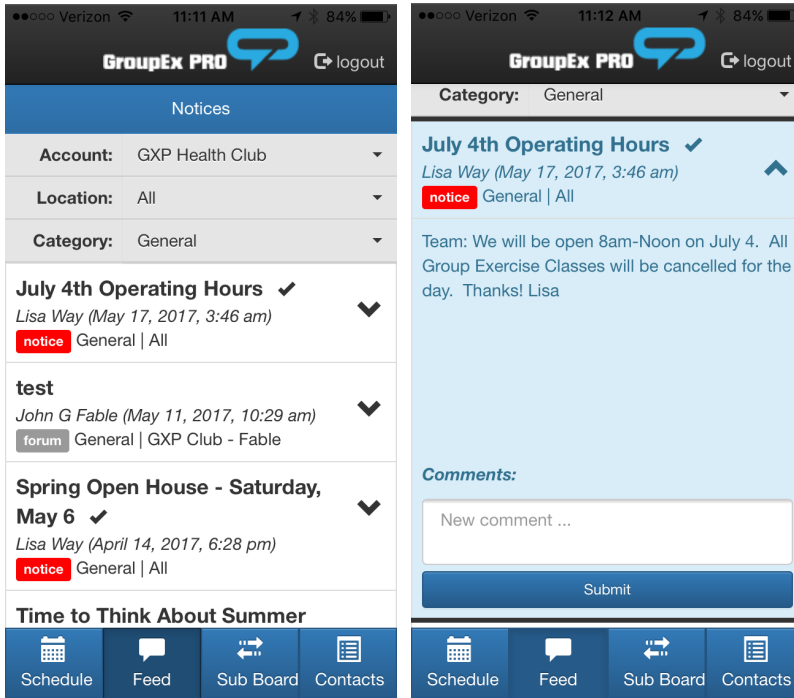 Verizon 11:11 AM 84%
GroupEx PRO logout
Notices
Account: GXP Health Club
Location: All
Category: General
July 4th Operating Hours
Lisa Way (May 17, 2017, 3:46 am)
notice General | All
test
John G Fable (May 11, 2017, 10:29 am)
forum General | GXP Club - Fable
Spring Open House - Saturday,
May 6
Lisa Way (April 14, 2017, 6:28 pm)
notice General | All
Time to Think About Summer
Schedule Feed Sub Board Contacts
Verizon 11:12 AM 84%
GroupEx PRO logout
Category: General
July 4th Operating Hours
Lisa Way (May 17, 2017, 3:46 am)
notice General | All
Team: We will be open 8am-Noon on July 4. All
Group Exercise Classes will be cancelled for the
day. Thanks! Lisa
Comments:
New comment ...
Submit
Schedule Feed Sub Board Contacts